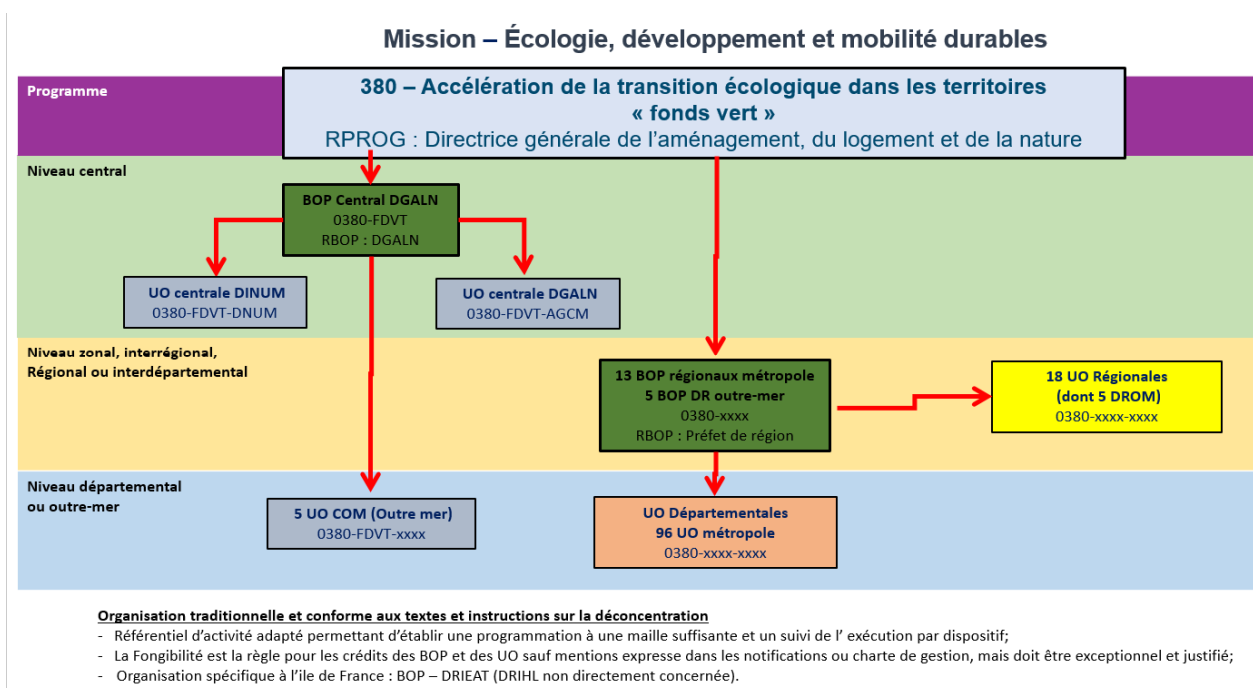 Mission – Écologie, développement et mobilité durables
Programme
380 – Accélération de la transition écologique dans les territoires
« fonds vert »
RPROG : Directrice générale de l’aménagement, du logement et de la nature
Niveau central
BOP Central DGALN
0380-FDVT
RBOP : DGALN
UO centrale DINUM
0380-FDVT-DNUM
UO centrale DGALN
0380-FDVT-AGCM
Niveau zonal, interrégional,
Régional ou interdépartemental
13 BOP régionaux métropole
5 BOP DR outre-mer
0380-xxxx
RBOP : Préfet de région
18 UO Régionales
(dont 5 DROM)
0380-xxxx-xxxx
Niveau départemental
ou outre-mer
5 UO COM (Outre mer)
0380-FDVT-xxxx
UO Départementales
96 UO métropole
0380-xxxx-xxxx
Organisation traditionnelle et conforme aux textes et instructions sur la déconcentration
- Référentiel d’activité adapté permettant d’établir une programmation à une maille suffisante et un suivi de l’ exécution par dispositif;
- La Fongibilité est la règle pour les crédits des BOP et des UO sauf mentions expresse dans les notifications ou charte de gestion, mais doit être exceptionnel et justifié;
- Organisation spécifique à l’ile de France : BOP – DRIEAT (DRIHL non directement concernée).